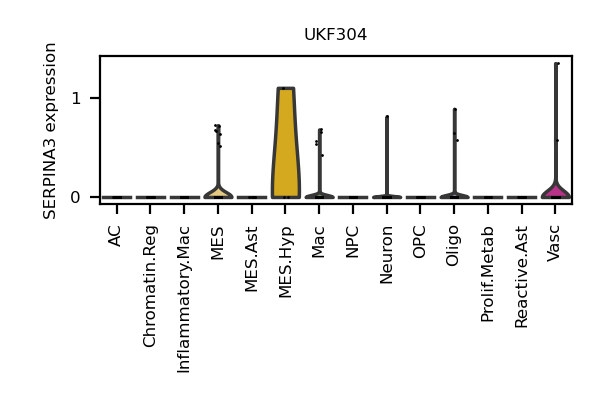 UKF304
SERPINA3 expression
1
0
AC
Chromatin.Reg
Inflammatory.Mac
MES
MES.Ast
MES.Hyp
Mac
NPC
Neuron
OPC
Oligo
Prolif.Metab
Reactive.Ast
Vasc